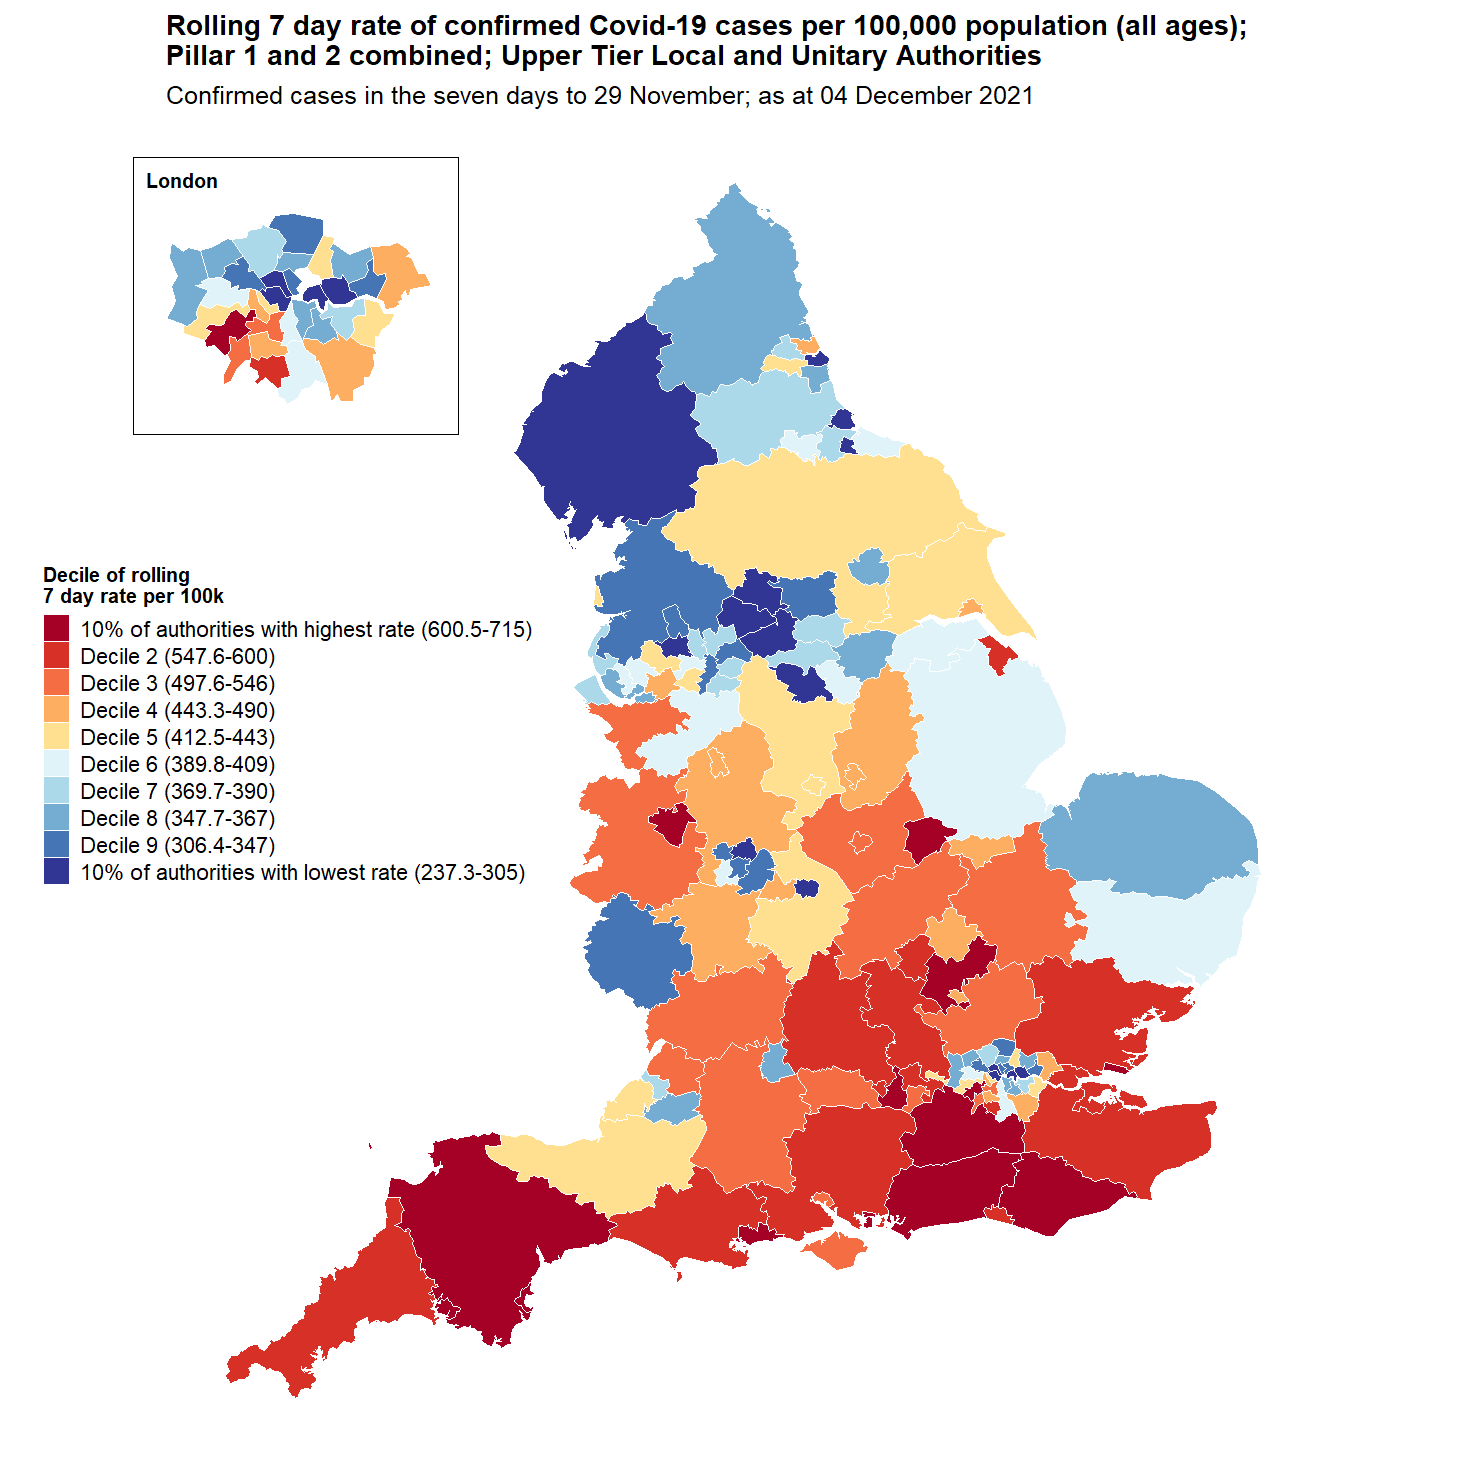 Rolling 7 day rate of confirmed Covid-19 cases per 100,000 population (all ages);
Pillar 1 and 2 combined; Upper Tier Local and Unitary Authorities
Confirmed cases in the seven days to 29 November; as at 04 December 2021
London
Decile of rolling
7 day rate per 100k
10% of authorities with highest rate (600.5-715)
Decile 2 (547.6-600)
Decile 3 (497.6-546)
Decile 4 (443.3-490)
Decile 5 (412.5-443)
Decile 6 (389.8-409)
Decile 7 (369.7-390)
Decile 8 (347.7-367)
Decile 9 (306.4-347)
10% of authorities with lowest rate (237.3-305)